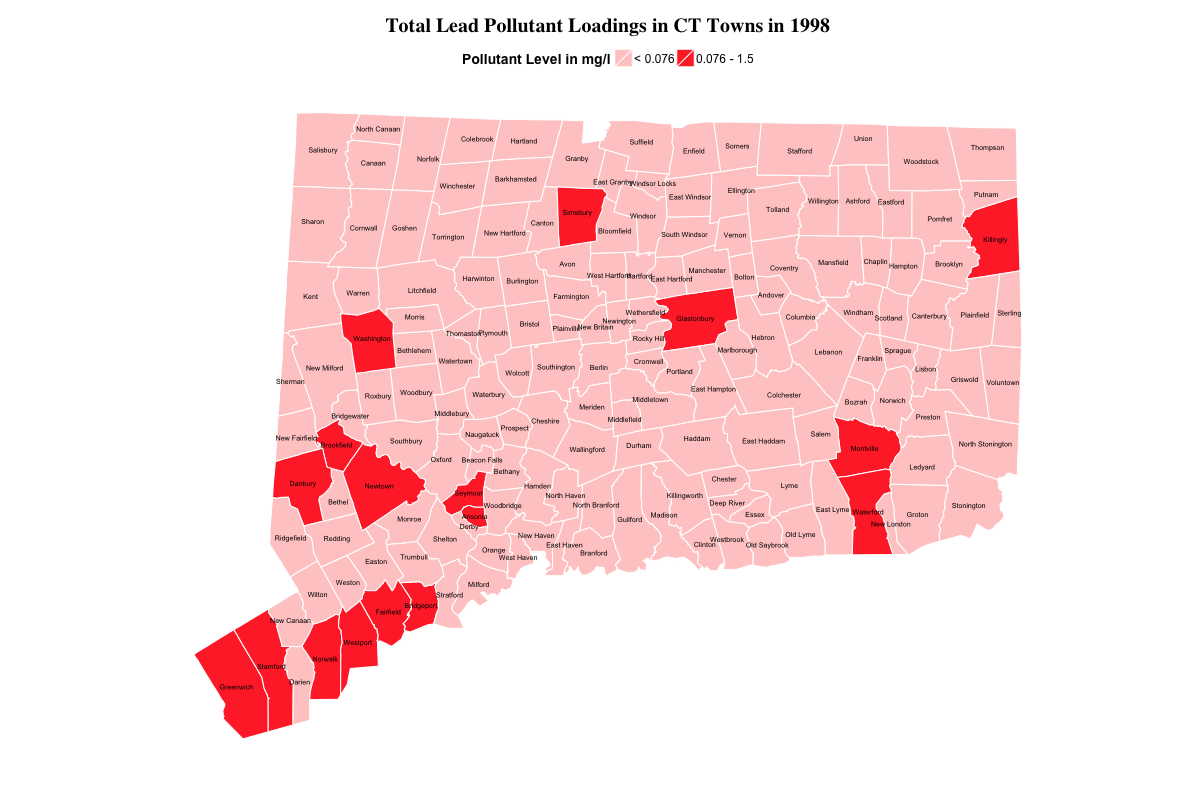 Total Lead Pollutant Loadings in CT Towns in 1998
Pollutant Level in mg/l < 0.076 0.076 - 1.5
North Canaan
Colebrook
Hartland
Salisbury
Canaan
Norfolk
Granby
Suffield
Enfield
Somers
Stafford
Union
Woodstock
Thompson
Winchester
Barkhamsted
East Granby
Windsor Locks
East Windsor
Ellington
Tolland
Willington
Ashford
Eastford
Putnam
Sharon
Cornwall
Goshen
Torrington
New Hartford
Canton
Simsbury
Bloomfield
Windsor
South Windsor
Vernon
Pomfret
Killingly
Kent
Warren
Litchfield
Harwinton
Burlington
Avon
Farmington
West Hartford
Hartford
East Hartford
Manchester
Bolton
Coventry
Mansfield
Chaplin
Hampton
Brooklyn
Andover
Columbia
Windham
Scotland
Canterbury
Plainfield
Sterling
Washington
Morris
Bethlehem
Thomaston
Plymouth
Bristol
Plainville
New Britain
Newington
Wethersfield
Rocky Hill
Glastonbury
Hebron
Marlborough
Lebanon
Franklin
Sprague
Lisbon
Griswold
Voluntown
Sherman
New Milford
Roxbury
Woodbury
Watertown
Waterbury
Wolcott
Southington
Berlin
Cromwell
Portland
East Hampton
Colchester
Bozrah
Norwich
Preston
Bridgewater
Middlebury
Naugatuck
Prospect
Cheshire
Meriden
Middletown
Middlefield
New Fairfield
Brookfield
Southbury
Oxford
Beacon Falls
Bethany
Wallingford
Durham
Haddam
East Haddam
Salem
Montville
Ledyard
North Stonington
Danbury
Bethel
Newtown
Seymour
Ansonia
Derby
Woodbridge
Hamden
North Haven
North Branford
Guilford
Madison
Killingworth
Chester
Deep River
Essex
Lyme
East Lyme
Waterford
New London
Groton
Stonington
Ridgefield
Redding
Monroe
Shelton
Orange
West Haven
New Haven
East Haven
Branford
Clinton
Westbrook
Old Saybrook
Old Lyme
Easton
Trumbull
Weston
Wilton
Milford
Stratford
Bridgeport
Fairfield
New Canaan
Westport
Norwalk
Darien
Stamford
Greenwich